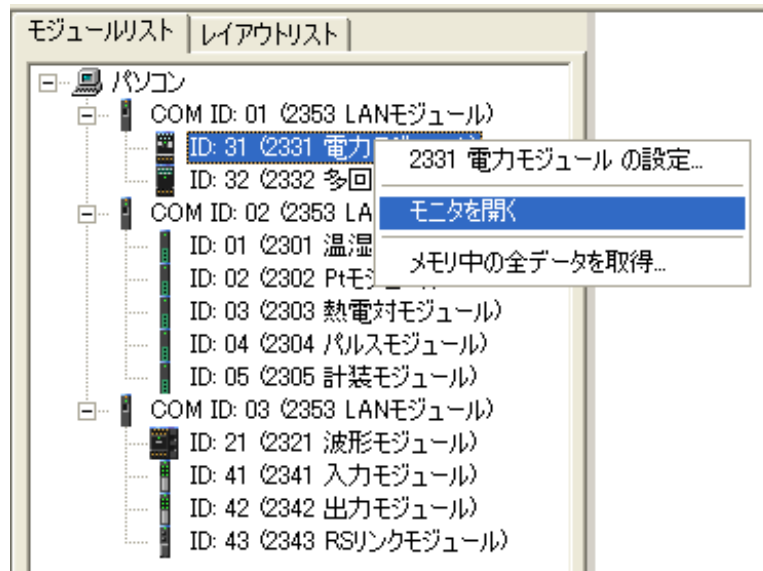 モジュールリスト レイアウトリスト
パソコン
COM ID: 01 (2353 LANモジュール)
ID: 31 (2331 電力
2331 電力モジュール の設定...
ID: 32 (2332 多回
モニタを開く
COM ID: 02 (2353 LA
ID: 01 (2301 温湿
メモリ中の全データを取得...
ID: 02 (2302 Ptモ
ID: 03 (2303 熱電対モジュール)
ID: 04 (2304 パルスモジュール)
ID: 05 (2305 計装モジュール)
COM ID: 03 (2353 LANモジュール)
ID: 21 (2321 波形モジュール)
ID: 41 (2341 入力モジュール)
ID: 42 (2342 出力モジュール)
ID: 43 (2343 RSリンクモジュール)